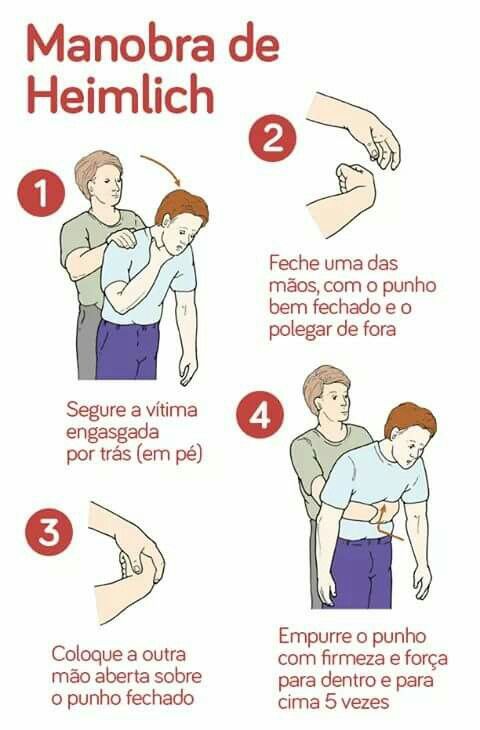 Manobra de
Heimlich
1
Segure a vítima
engasgada
por trás (em pé)
2
Feche uma das
mãos, com o punho
bem fechado e o
polegar de fora
3
Coloque a outra
mão aberta sobre
o punho fechado
4
Empurre o punho
com firmeza e força
para dentro e para
cima 5 vezes